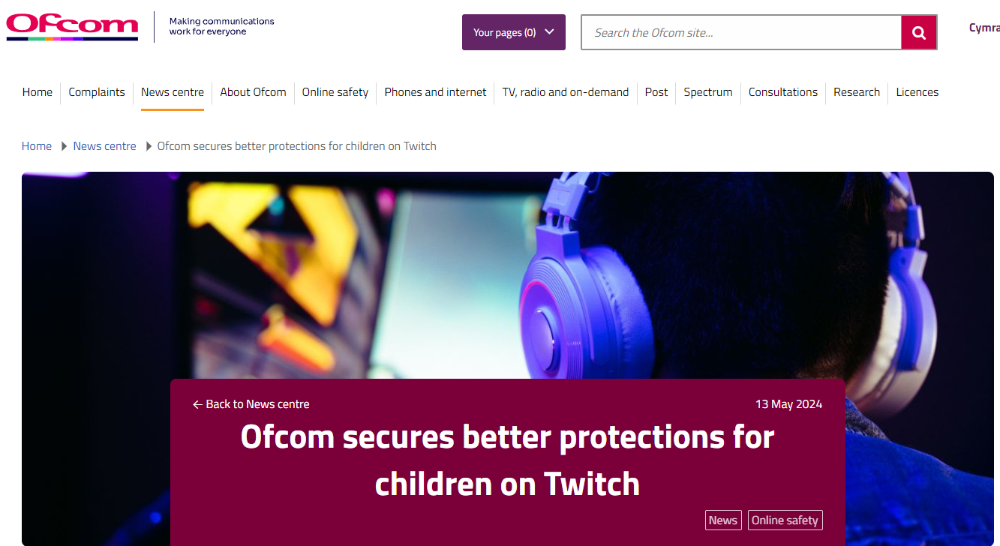 Ofcom
Making communications
work for everyone
Your pages (0)
Search the Ofcom site...
Cymra
Home
Complaints
News centre
About Ofcom
Online safety
Phones and internet
TV, radio and on-demand
Post
Spectrum
Consultations
Research
Licences
Home
News centre
Ofcom secures better protections for children on Twitch
← Back to News centre
13 May 2024
Ofcom secures better protections for
children on Twitch
News
Online safety